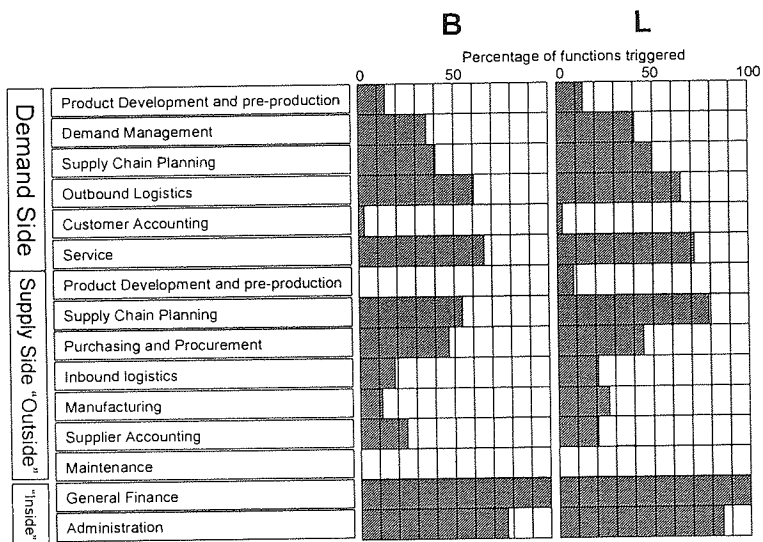 B L
Percentage of functions triggered
0 50 0 50 100
Demand Side
Product Development and pre-production
Demand Management
Supply Chain Planning
Outbound Logistics
Customer Accounting
Service
Supply Side "Outside"
Product Development and pre-production
Supply Chain Planning
Purchasing and Procurement
Inbound logistics
Manufacturing
Supplier Accounting
Maintenance
"Inside"
General Finance
Administration